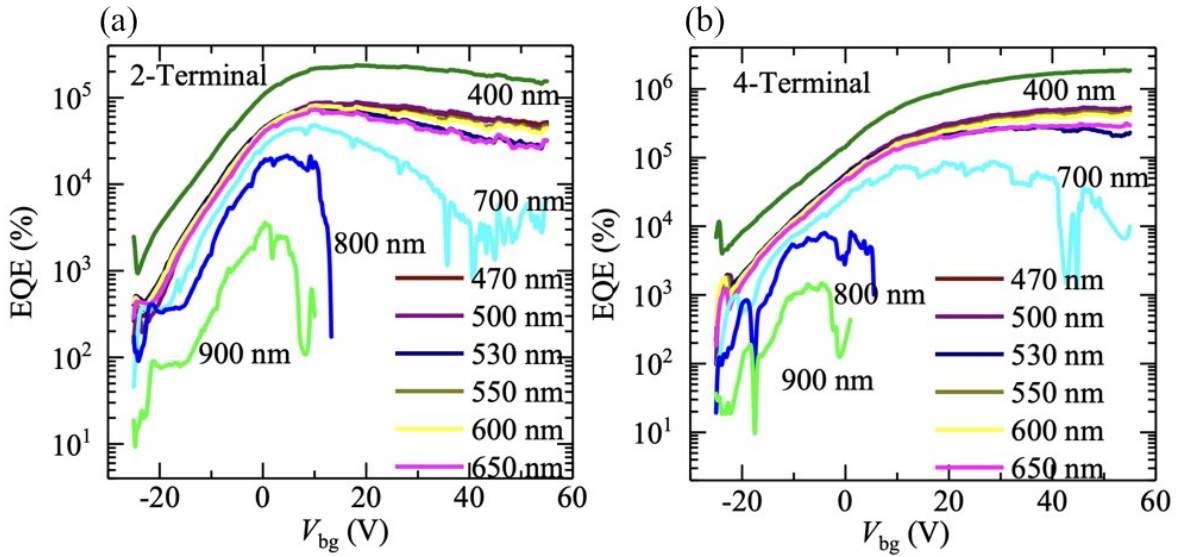 (a)
2-Terminal
400 nm
700 nm
800 nm
900 nm
470 nm
500 nm
530 nm
550 nm
600 nm
650 nm
EQE (%)
10^5
10^4
10^3
10^2
10^1
-20 0 20 40 60
V_bg (V)
(b)
4-Terminal
400 nm
700 nm
800 nm
900 nm
470 nm
500 nm
530 nm
550 nm
600 nm
650 nm
EQE (%)
10^6
10^5
10^4
10^3
10^2
10^1
-20 0 20 40 60
V_bg (V)